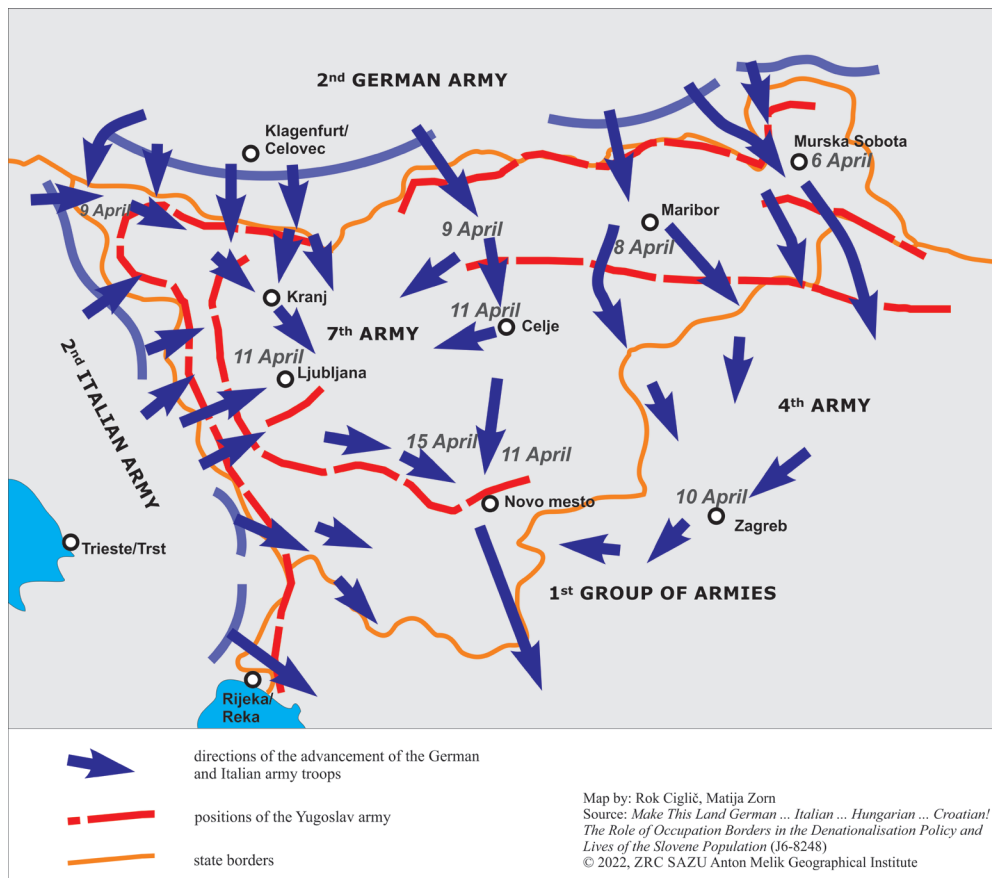 2nd GERMAN ARMY
Klagenfurt/
Celovec
Murska Sobota
6 April
9 April
Maribor
8 April
9 April
Kranj
11 April
Celje
7th ARMY
11 April
Ljubljana
2nd ITALIAN ARMY
4th ARMY
15 April
11 April
Novo mesto
10 April
Zagreb
Trieste/Trst
1st GROUP OF ARMIES
Rijeka/
Reka
directions of the advancement of the German
and Italian army troops
positions of the Yugoslav army
state borders
Map by: Rok Ciglič, Matija Zorn
Source: Make This Land German ... Italian ... Hungarian ... Croatian!
The Role of Occupation Borders in the Denationalisation Policy and
Lives of the Slovene Population (J6-8248)
© 2022, ZRC SAZU Anton Melik Geographical Institute